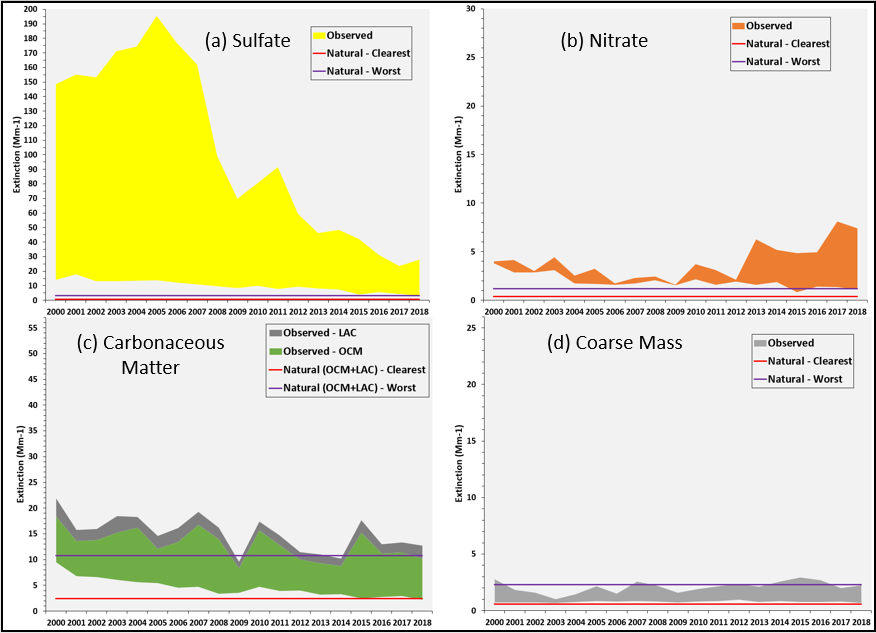 (a) Sulfate
Observed
Natural - Clearest
Natural - Worst
Extinction (Mm-1)
200
190
180
170
160
150
140
130
120
110
100
90
80
70
60
50
40
30
20
10
0
2000 2001 2002 2003 2004 2005 2006 2007 2008 2009 2010 2011 2012 2013 2014 2015 2016 2017 2018
(b) Nitrate
Observed
Natural - Clearest
Natural - Worst
Extinction (Mm-1)
30
25
20
15
10
5
0
2000 2001 2002 2003 2004 2005 2006 2007 2008 2009 2010 2011 2012 2013 2014 2015 2016 2017 2018
(c) Carbonaceous
Matter
Observed - LAC
Observed - OCM
Natural (OCM+LAC) - Clearest
Natural (OCM+LAC) - Worst
Extinction (Mm-1)
55
50
45
40
35
30
25
20
15
10
5
0
2000 2001 2002 2003 2004 2005 2006 2007 2008 2009 2010 2011 2012 2013 2014 2015 2016 2017 2018
(d) Coarse Mass
Observed
Natural - Clearest
Natural - Worst
Extinction (Mm-1)
25
20
15
10
5
0
2000 2001 2002 2003 2004 2005 2006 2007 2008 2009 2010 2011 2012 2013 2014 2015 2016 2017 2018